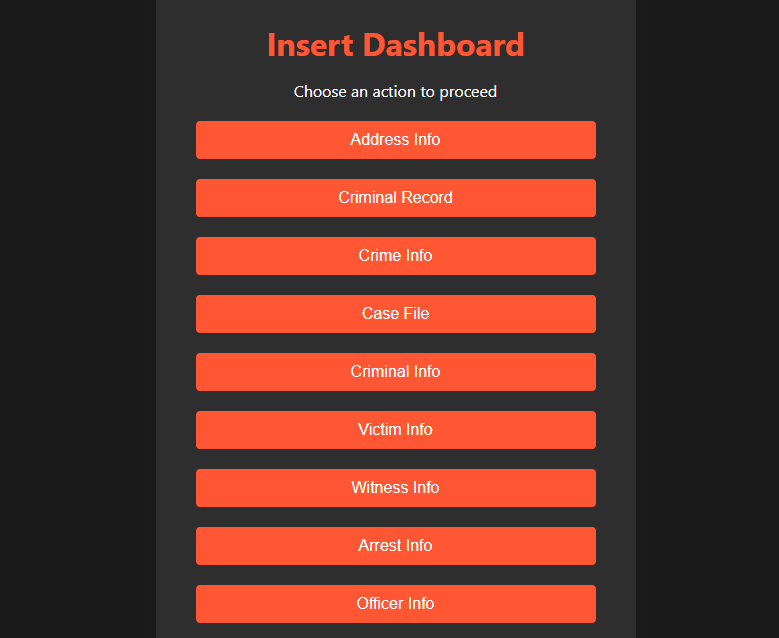 Insert Dashboard
Choose an action to proceed
Address Info
Criminal Record
Crime Info
Case File
Criminal Info
Victim Info
Witness Info
Arrest Info
Officer Info